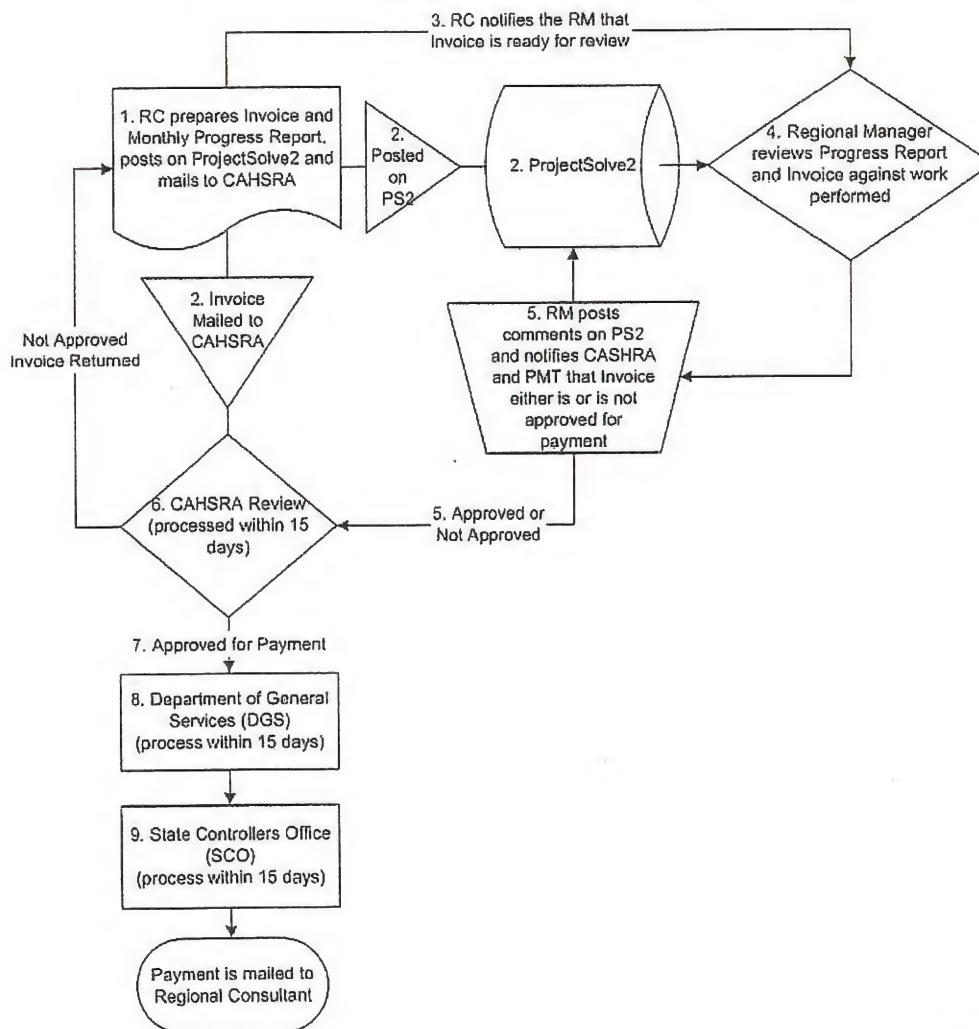 3. RC notifies the RM that
Invoice is ready for review
1. RC prepares Invoice and
Monthly Progress Report,
posts on ProjectSolve2 and
mails to CAHSRA
2.
Posted
on
PS2
2. ProjectSolve2
4. Regional Manager
reviews Progress Report
and Invoice against work
performed
2. Invoice
Mailed to
CAHSRA
Not Approved
Invoice Returned
5. RM posts
comments on PS2
and notifies CASHRA
and PMT that Invoice
either is or is not
approved for
payment
6. CAHSRA Review
(processed within 15
days)
5. Approved or
Not Approved
7. Approved for Payment
8. Department of General
Services (DGS)
(process within 15 days)
9. State Controllers Office
(SCO)
(process within 15 days)
Payment is mailed to
Regional Consultant